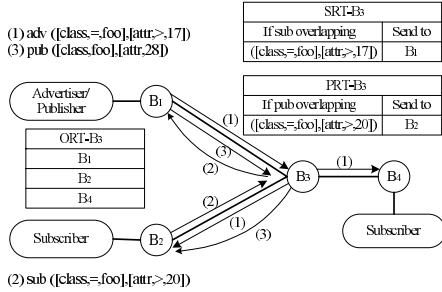 (1) adv ([class,=,foo],[attr,>,17])
(3) pub ([class,foo],[attr,28])
SRT-B3
If sub overlapping Send to
([class,=,foo],[attr,>,17]) B1
PRT-B3
If pub overlapping Send to
([class,=,foo],[attr,>,20]) B2
Advertiser/
Publisher
B1
(1)
ORT-B3
B1
B2
B4
(3)
(2)
(1)
B3
B4
(2)
(1)
(3)
Subscriber
B2
Subscriber
(2) sub ([class,=,foo],[attr,>,20])